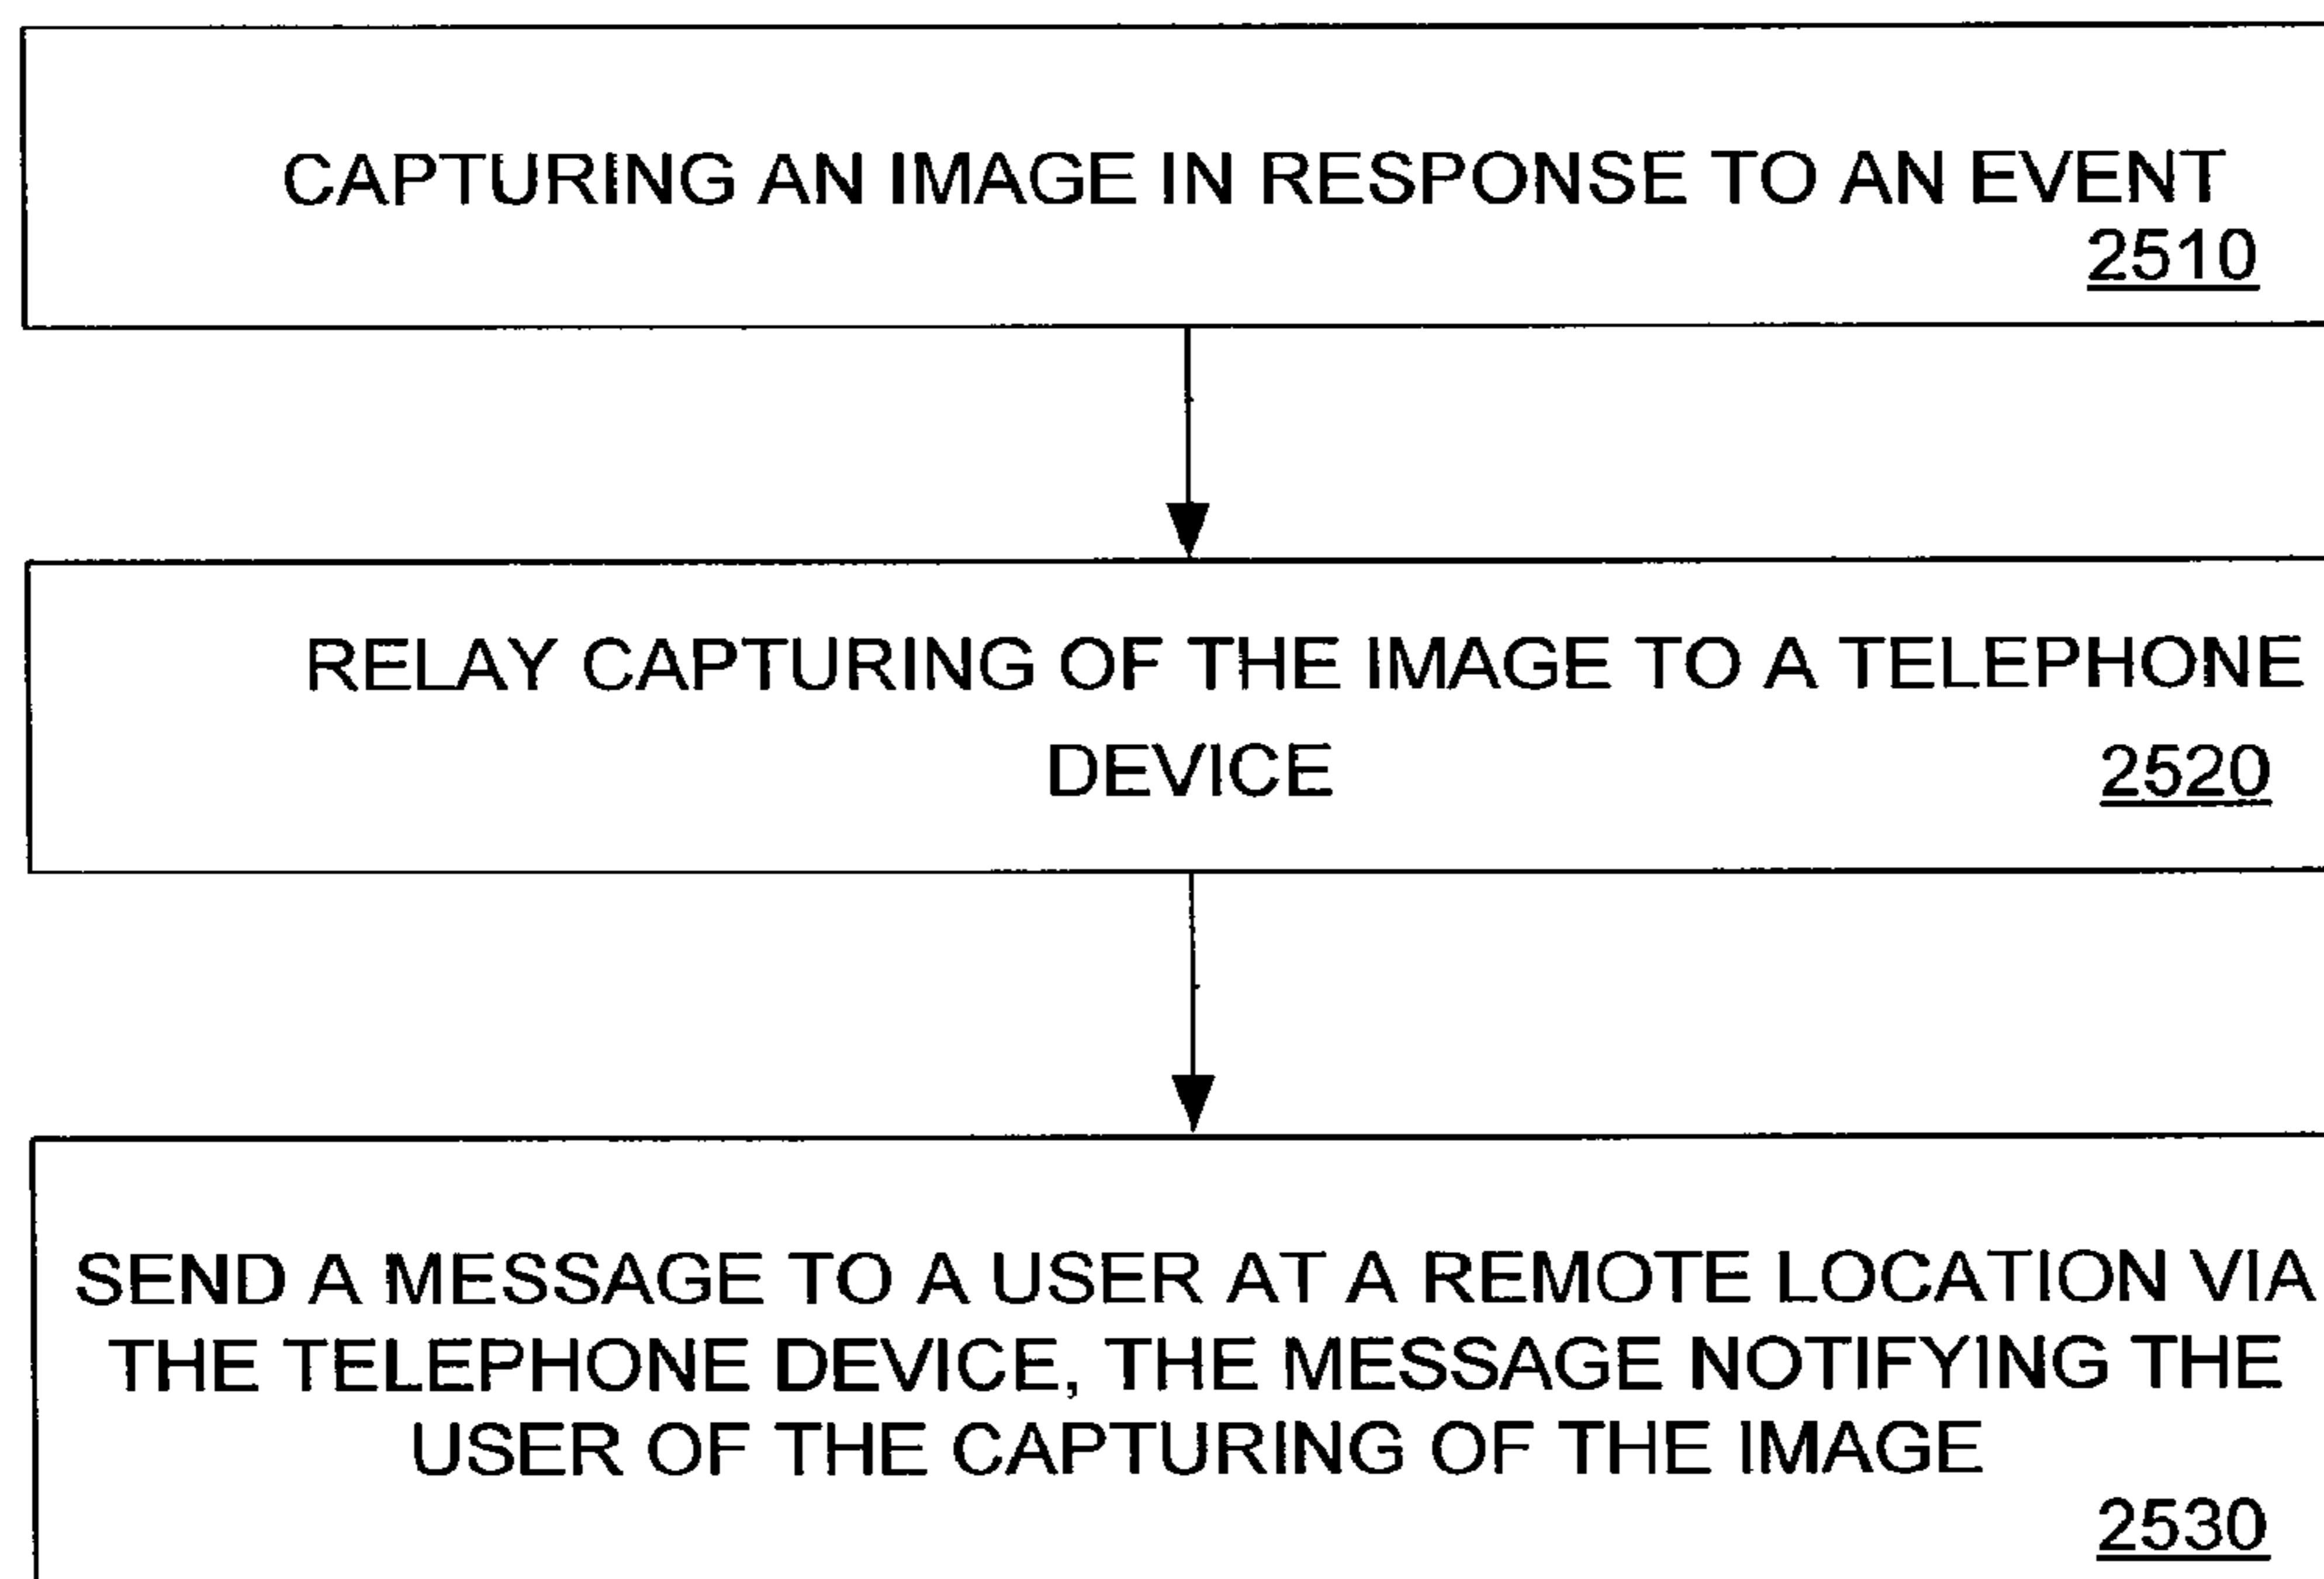 CAPTURING AN IMAGE IN RESPONSE TO AN EVENT
2510
RELAY CAPTURING OF THE IMAGE TO A TELEPHONE
DEVICE 2520
SEND A MESSAGE TO A USER AT A REMOTE LOCATION VIA
THE TELEPHONE DEVICE, THE MESSAGE NOTIFYING THE
USER OF THE CAPTURING OF THE IMAGE
2530